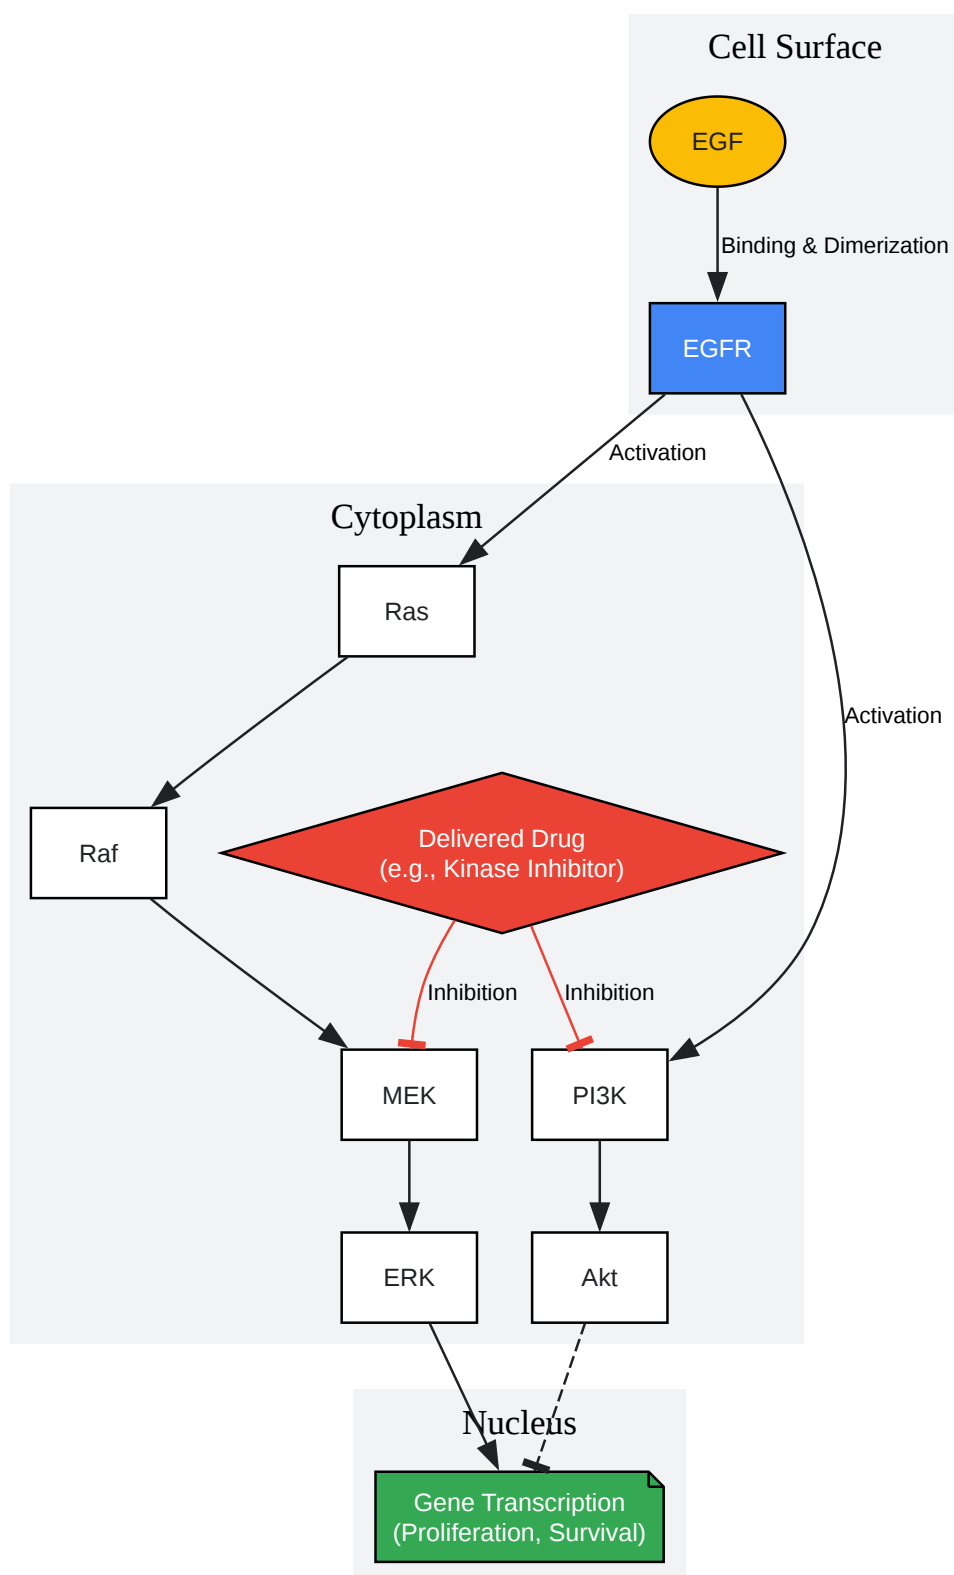 Cell Surface
EGF
Binding & Dimerization
EGFR
Activation
Cytoplasm
Ras
Activation
Raf
Delivered Drug
(e.g., Kinase Inhibitor)
Inhibition
Inhibition
MEK
PI3K
ERK
Akt
Nucleus
Gene Transcription
(Proliferation, Survival)